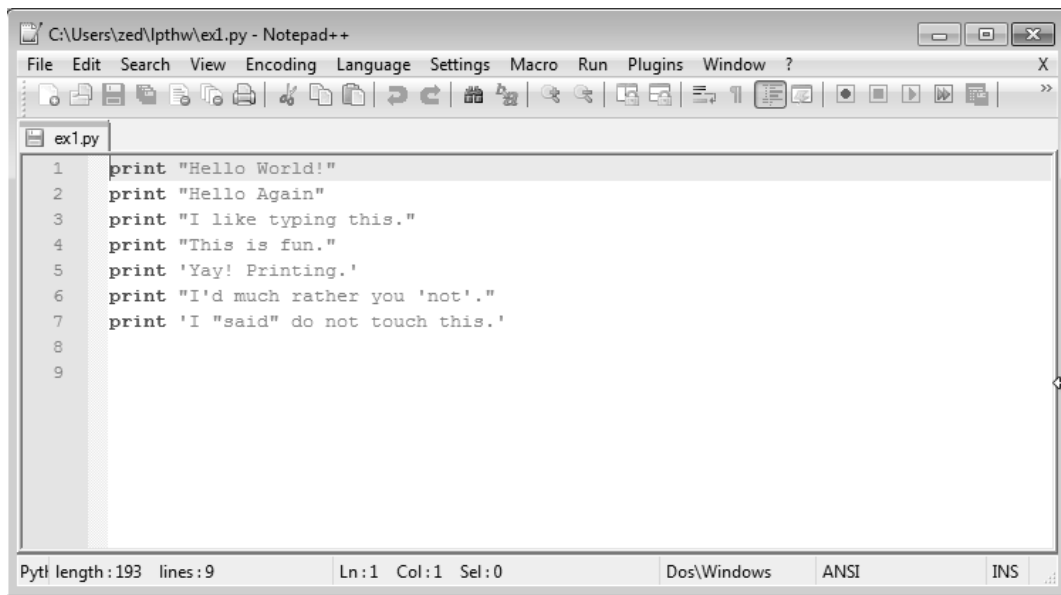 C:\Users\zed\lpthw\ex1.py - Notepad++
File Edit Search View Encoding Language Settings Macro Run Plugins Window ? X
ex1.py
1 print "Hello World!"
2 print "Hello Again"
3 print "I like typing this."
4 print "This is fun."
5 print 'Yay! Printing.'
6 print "I'd much rather you 'not'."
7 print 'I "said" do not touch this.'
8
9
Pyth length : 193 lines : 9 Ln : 1 Col : 1 Sel : 0 Dos\Windows ANSI INS